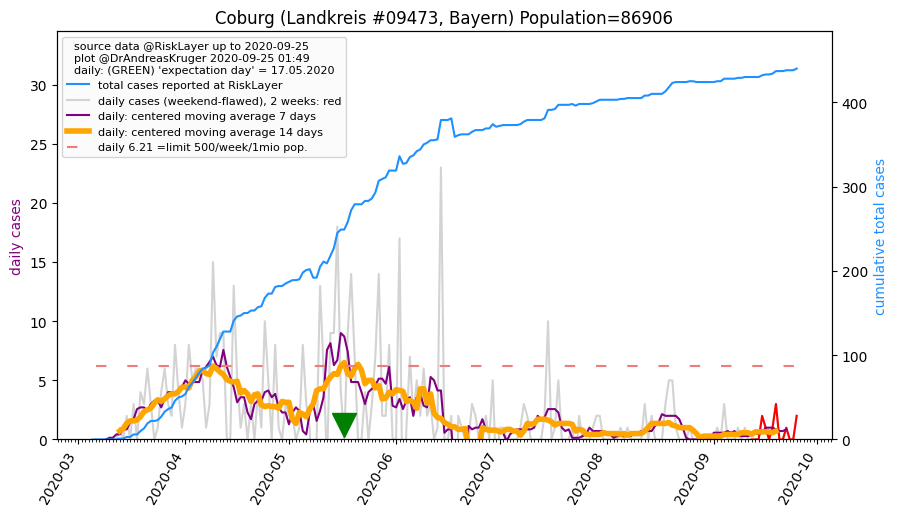 Coburg (Landkreis #09473, Bayern) Population=86906
source data @RiskLayer up to 2020-09-25
plot @DrAndreasKruger 2020-09-25 01:49
daily: (GREEN) 'expectation day' = 17.05.2020
total cases reported at RiskLayer
daily cases (weekend-flawed), 2 weeks: red
daily: centered moving average 7 days
daily: centered moving average 14 days
daily 6.21 =limit 500/week/1mio pop.
daily cases
30
25
20
15
10
5
0
cumulative total cases
400
300
200
100
0
2020-03
2020-04
2020-05
2020-06
2020-07
2020-08
2020-09
2020-10